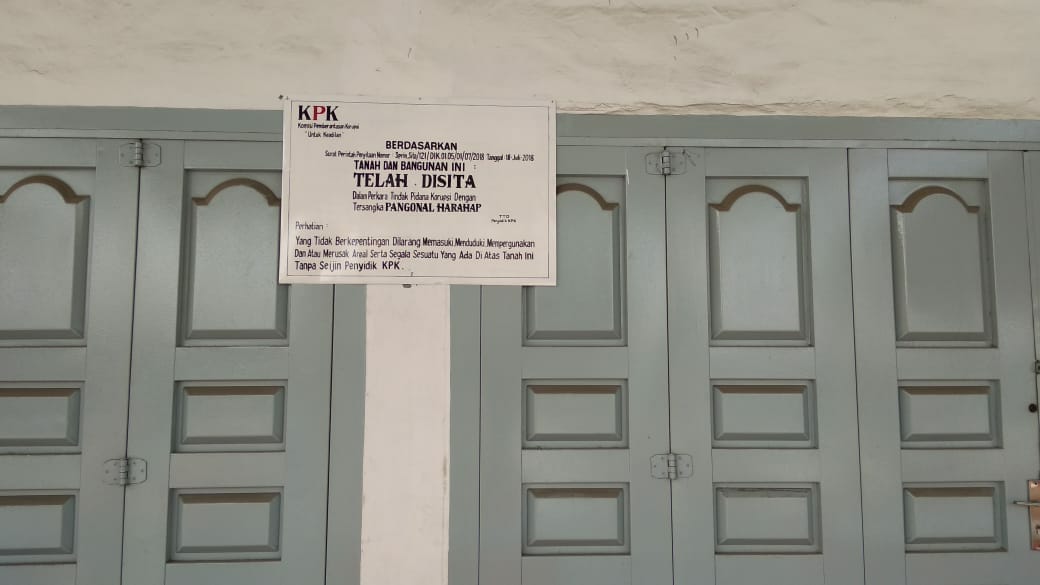 KPK
Komisi Pemberantasan Korupsi
"Untuk Keadilan"
BERDASARKAN
Surat Perintah Penyitaan Nomor : Sprin_Sita/121/DIK.01.05/01/07/2018 Tanggal 18-Juli-2018
TANAH DAN BANGUNAN INI :
TELAH DISITA
Dalam Perkara Tindak Pidana Korupsi Dengan
Tersangka PANGONAL HARAHAP
TTD
Penyidik KPK
Perhatian :
Yang Tidak Berkepentingan Dilarang Memasuki, Menduduki, Mempergunakan
Dan Atau Merusak Areal Serta Segala Sesuatu Yang Ada Di Atas Tanah Ini
Tanpa Seijin Penyidik KPK.